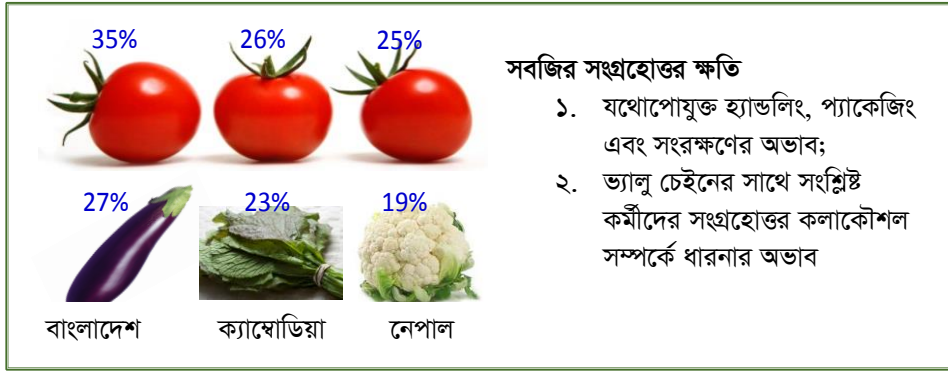 35% 26% 25%
27% 23% 19%
বাংলাদেশ ক্যাম্বোডিয়া নেপাল
সবজির সংগ্রহোত্তর ক্ষতি
১. যথোপোযুক্ত হ্যান্ডলিং, প্যাকেজিং
এবং সংরক্ষণের অভাব;
২. ভ্যালু চেইনের সাথে সংশ্লিষ্ট
কর্মীদের সংগ্রহোত্তর কলাকৌশল
সম্পর্কে ধারনার অভাব